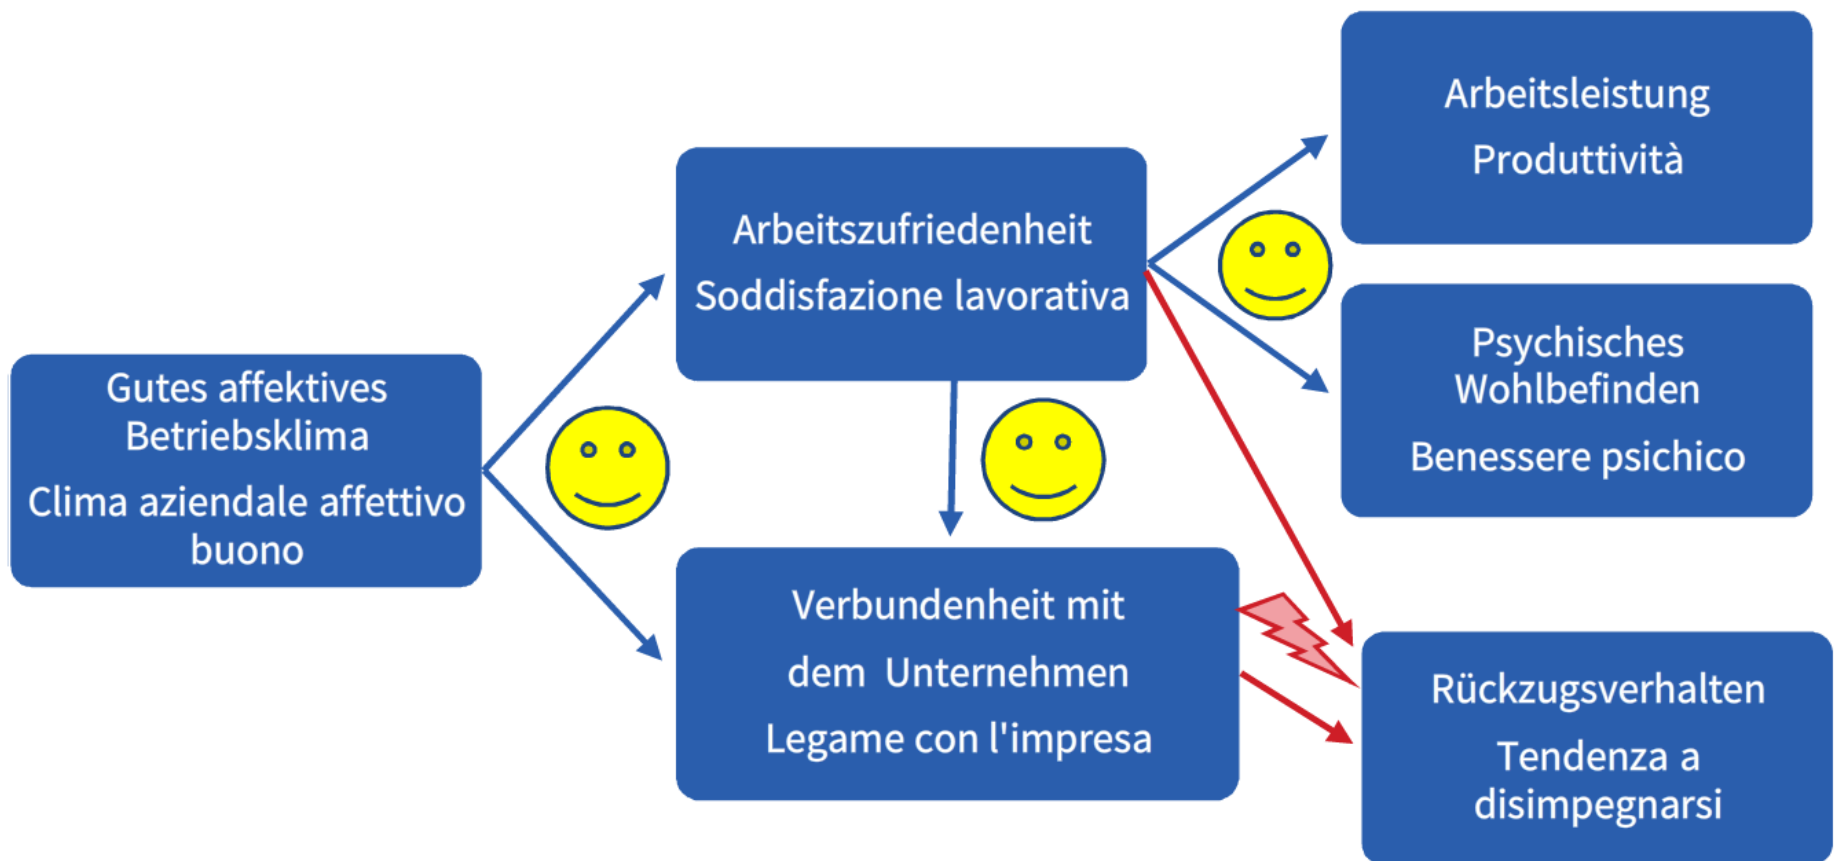 Gutes affektives
Betriebsklima
Clima aziendale affettivo
buono
Arbeitszufriedenheit
Soddisfazione lavorativa
Verbundenheit mit
dem Unternehmen
Legame con l'impresa
Arbeitsleistung
Produttività
Psychisches
Wohlbefinden
Benessere psichico
Rückzugsverhalten
Tendenza a
disimpegnarsi